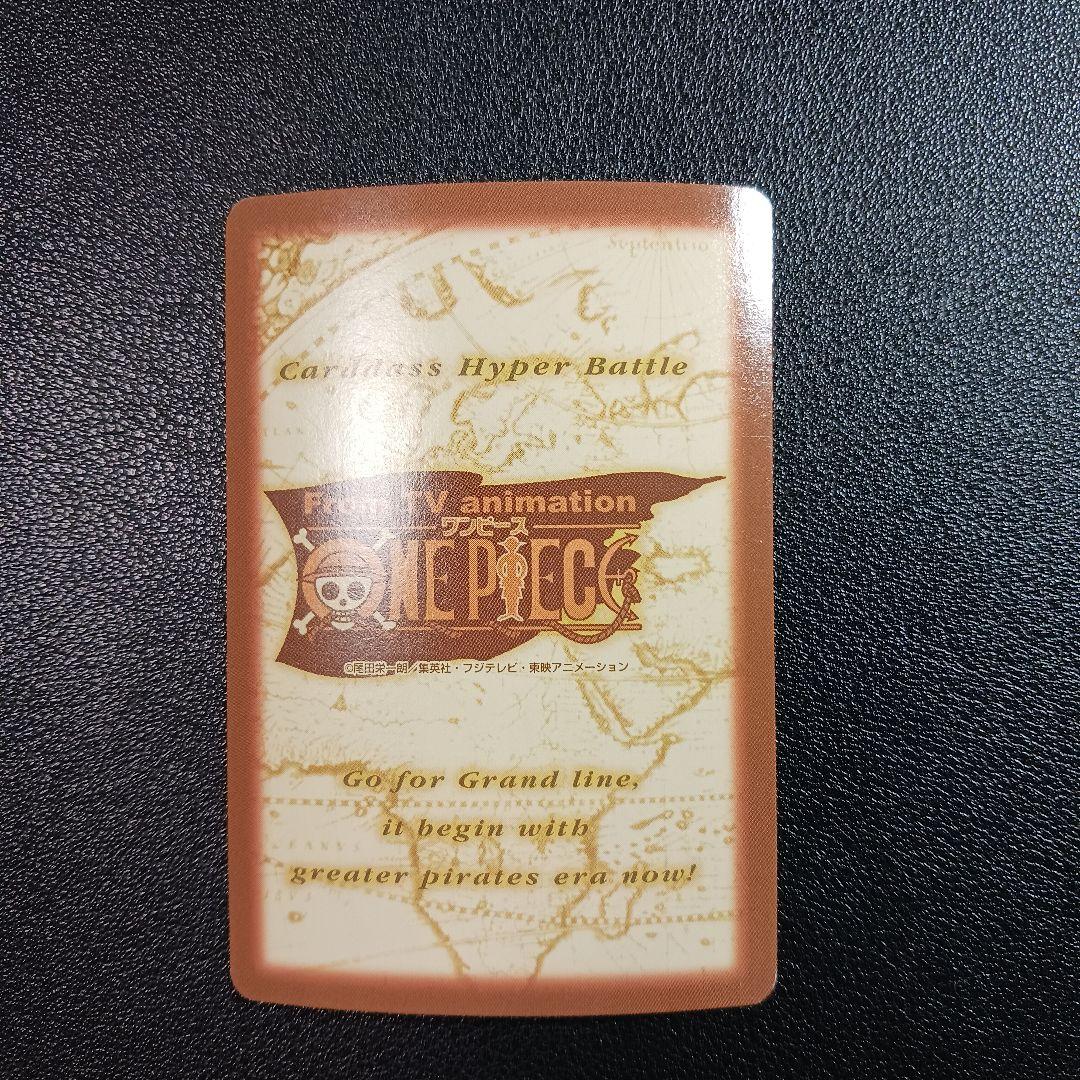 Septentrio
Carddass Hyper Battle
From TV animation
ワンピース
ONE PIECE
©尾田栄一郎／集英社・フジテレビ・東映アニメーション
Go for Grand line,
it begin with
greater pirates era now!